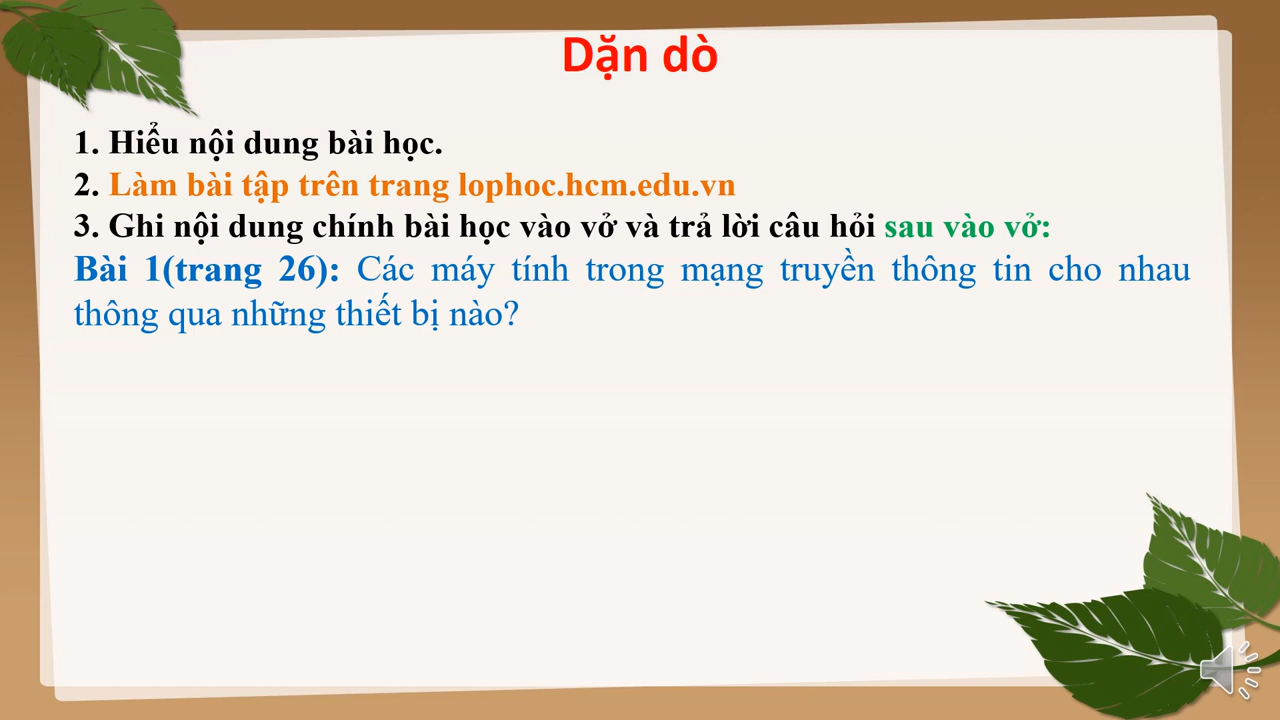 Dặn dò
1. Hiểu nội dung bài học.
2. Làm bài tập trên trang lophoc.hcm.edu.vn
3. Ghi nội dung chính bài học vào vở và trả lời câu hỏi sau vào vở:
Bài 1(trang 26): Các máy tính trong mạng truyền thông tin cho nhau
thông qua những thiết bị nào?